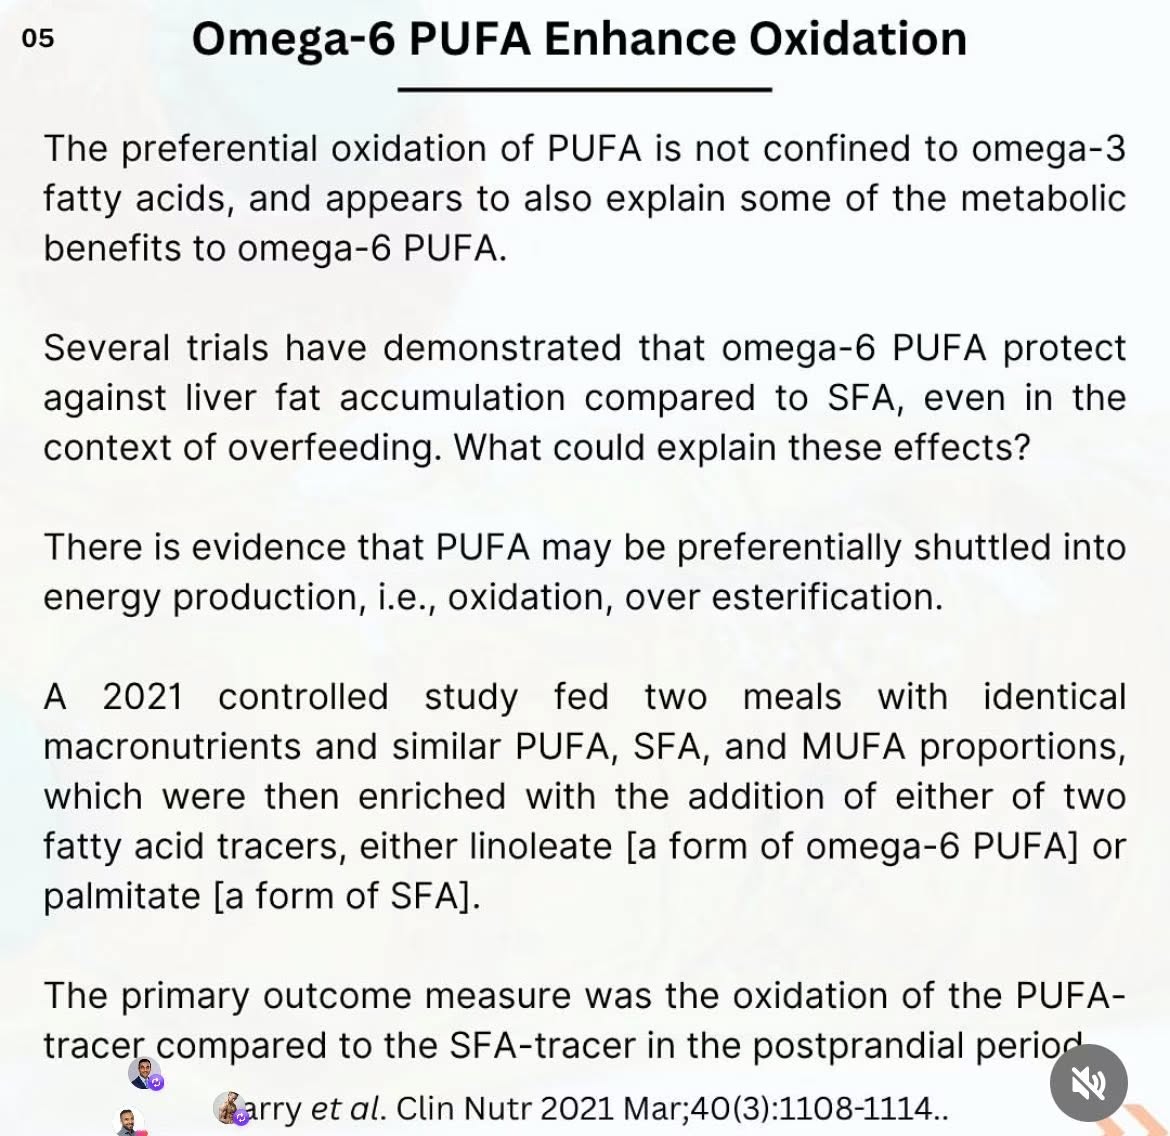 05
Omega-6 PUFA Enhance Oxidation
The preferential oxidation of PUFA is not confined to omega-3
fatty acids, and appears to also explain some of the metabolic
benefits to omega-6 PUFA.
Several trials have demonstrated that omega-6 PUFA protect
against liver fat accumulation compared to SFA, even in the
context of overfeeding. What could explain these effects?
There is evidence that PUFA may be preferentially shuttled into
energy production, i.e., oxidation, over esterification.
A 2021 controlled study fed two meals with identical
macronutrients and similar PUFA, SFA, and MUFA proportions,
which were then enriched with the addition of either of two
fatty acid tracers, either linoleate [a form of omega-6 PUFA] or
palmitate [a form of SFA].
The primary outcome measure was the oxidation of the PUFA-
tracer compared to the SFA-tracer in the postprandial period
arry et al. Clin Nutr 2021 Mar;40(3):1108-1114..